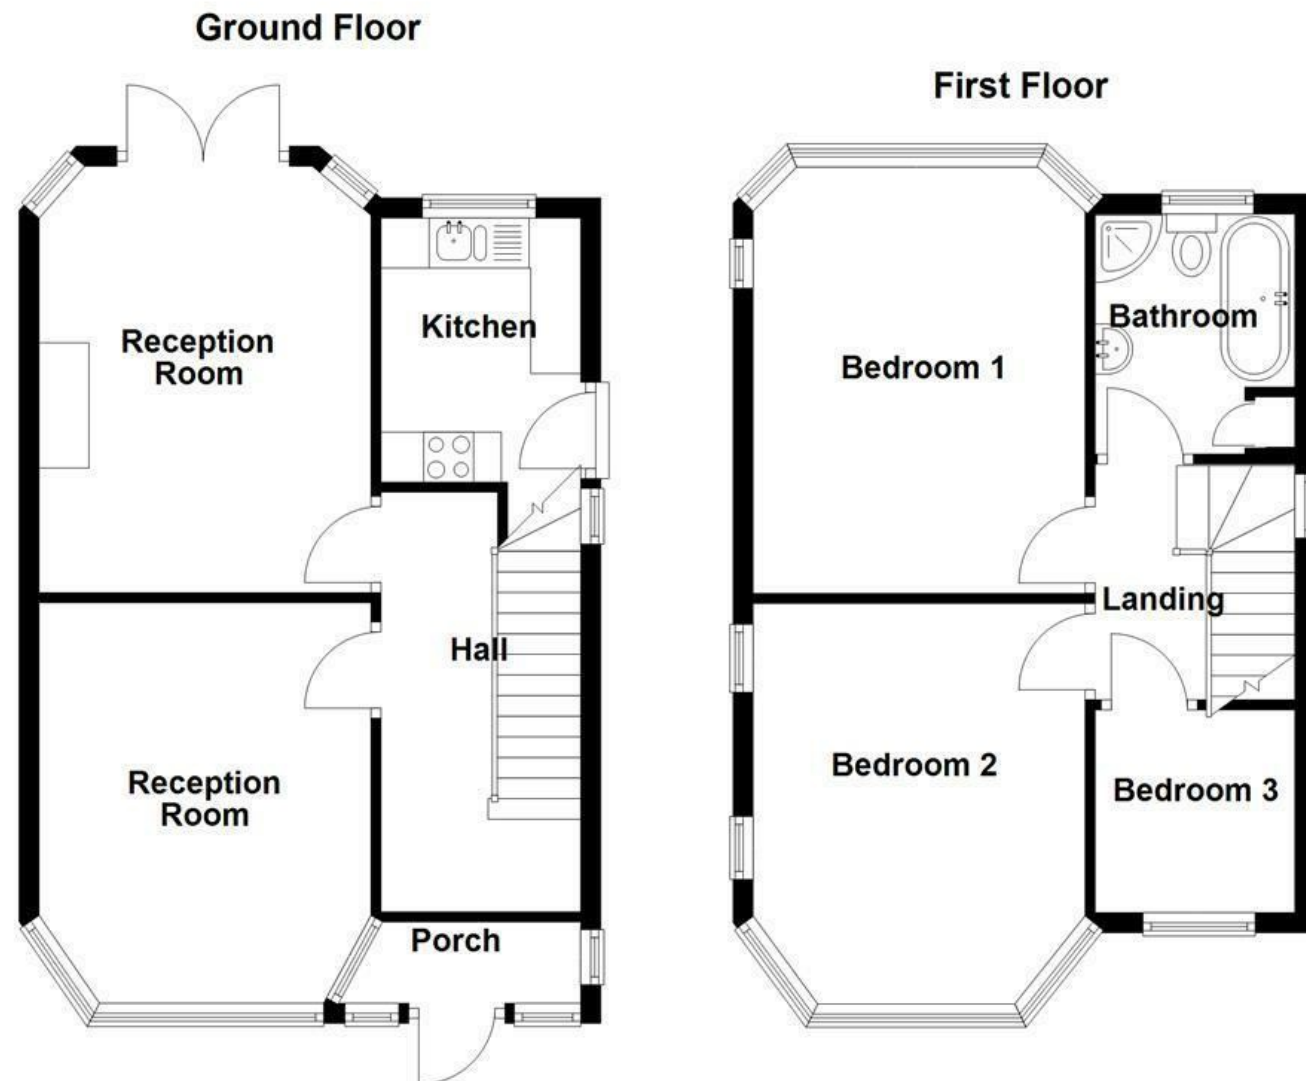 Ground Floor
Reception
Room
Kitchen
Hall
Reception
Room
Porch
First Floor
Bedroom 1
Bathroom
Landing
Bedroom 2
Bedroom 3